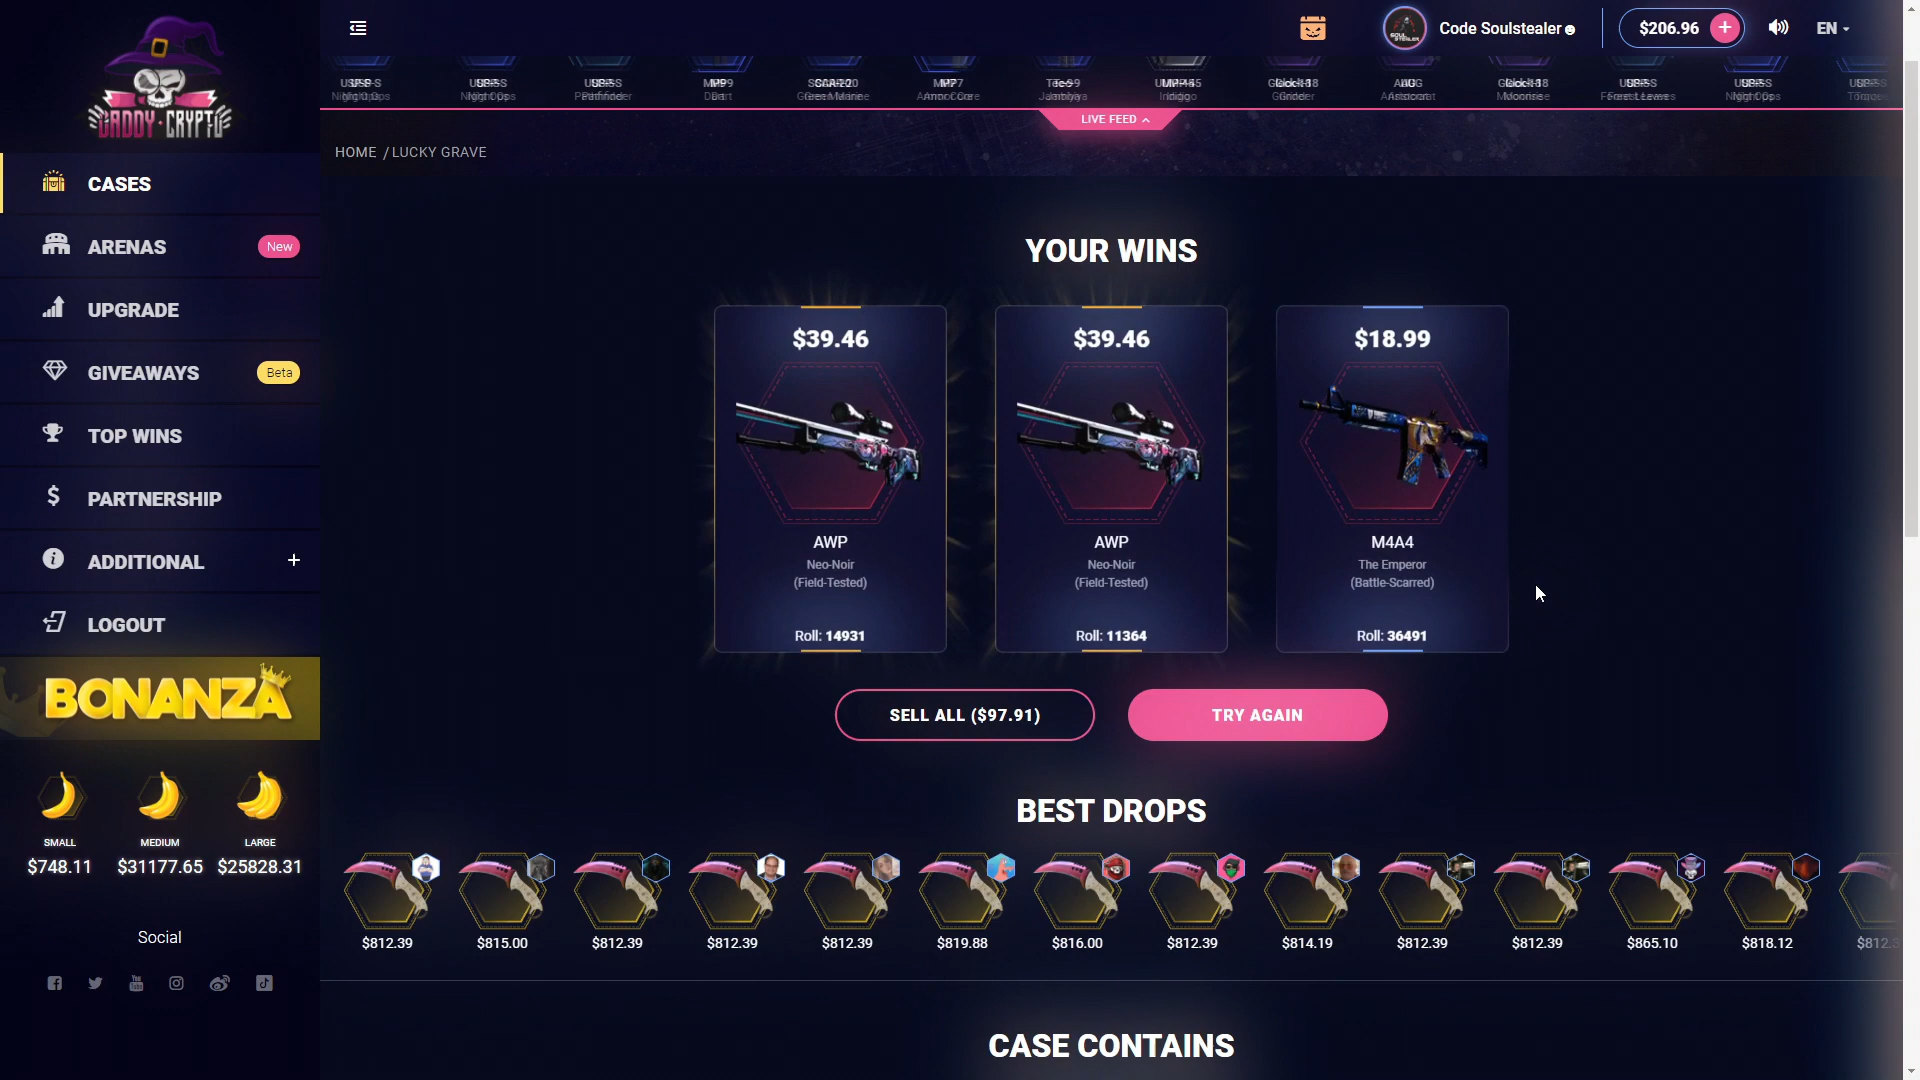 Code Soulstealer
$206.96
EN
DADDY CRYPTO
LIVE FEED
HOME / LUCKY GRAVE
CASES
ARENAS
New
UPGRADE
GIVEAWAYS
Beta
TOP WINS
PARTNERSHIP
ADDITIONAL
LOGOUT
BONANZA
SMALL
MEDIUM
LARGE
$748.11
$31177.65
$25828.31
Social
YOUR WINS
$39.46
AWP
Neo-Noir
(Field-Tested)
Roll: 14931
$39.46
AWP
Neo-Noir
(Field-Tested)
Roll: 11364
$18.99
M4A4
The Emperor
(Battle-Scarred)
Roll: 36491
SELL ALL ($97.91)
TRY AGAIN
BEST DROPS
$812.39
$815.00
$812.39
$812.39
$812.39
$819.88
$816.00
$812.39
$814.19
$812.39
$812.39
$865.10
$818.12
CASE CONTAINS